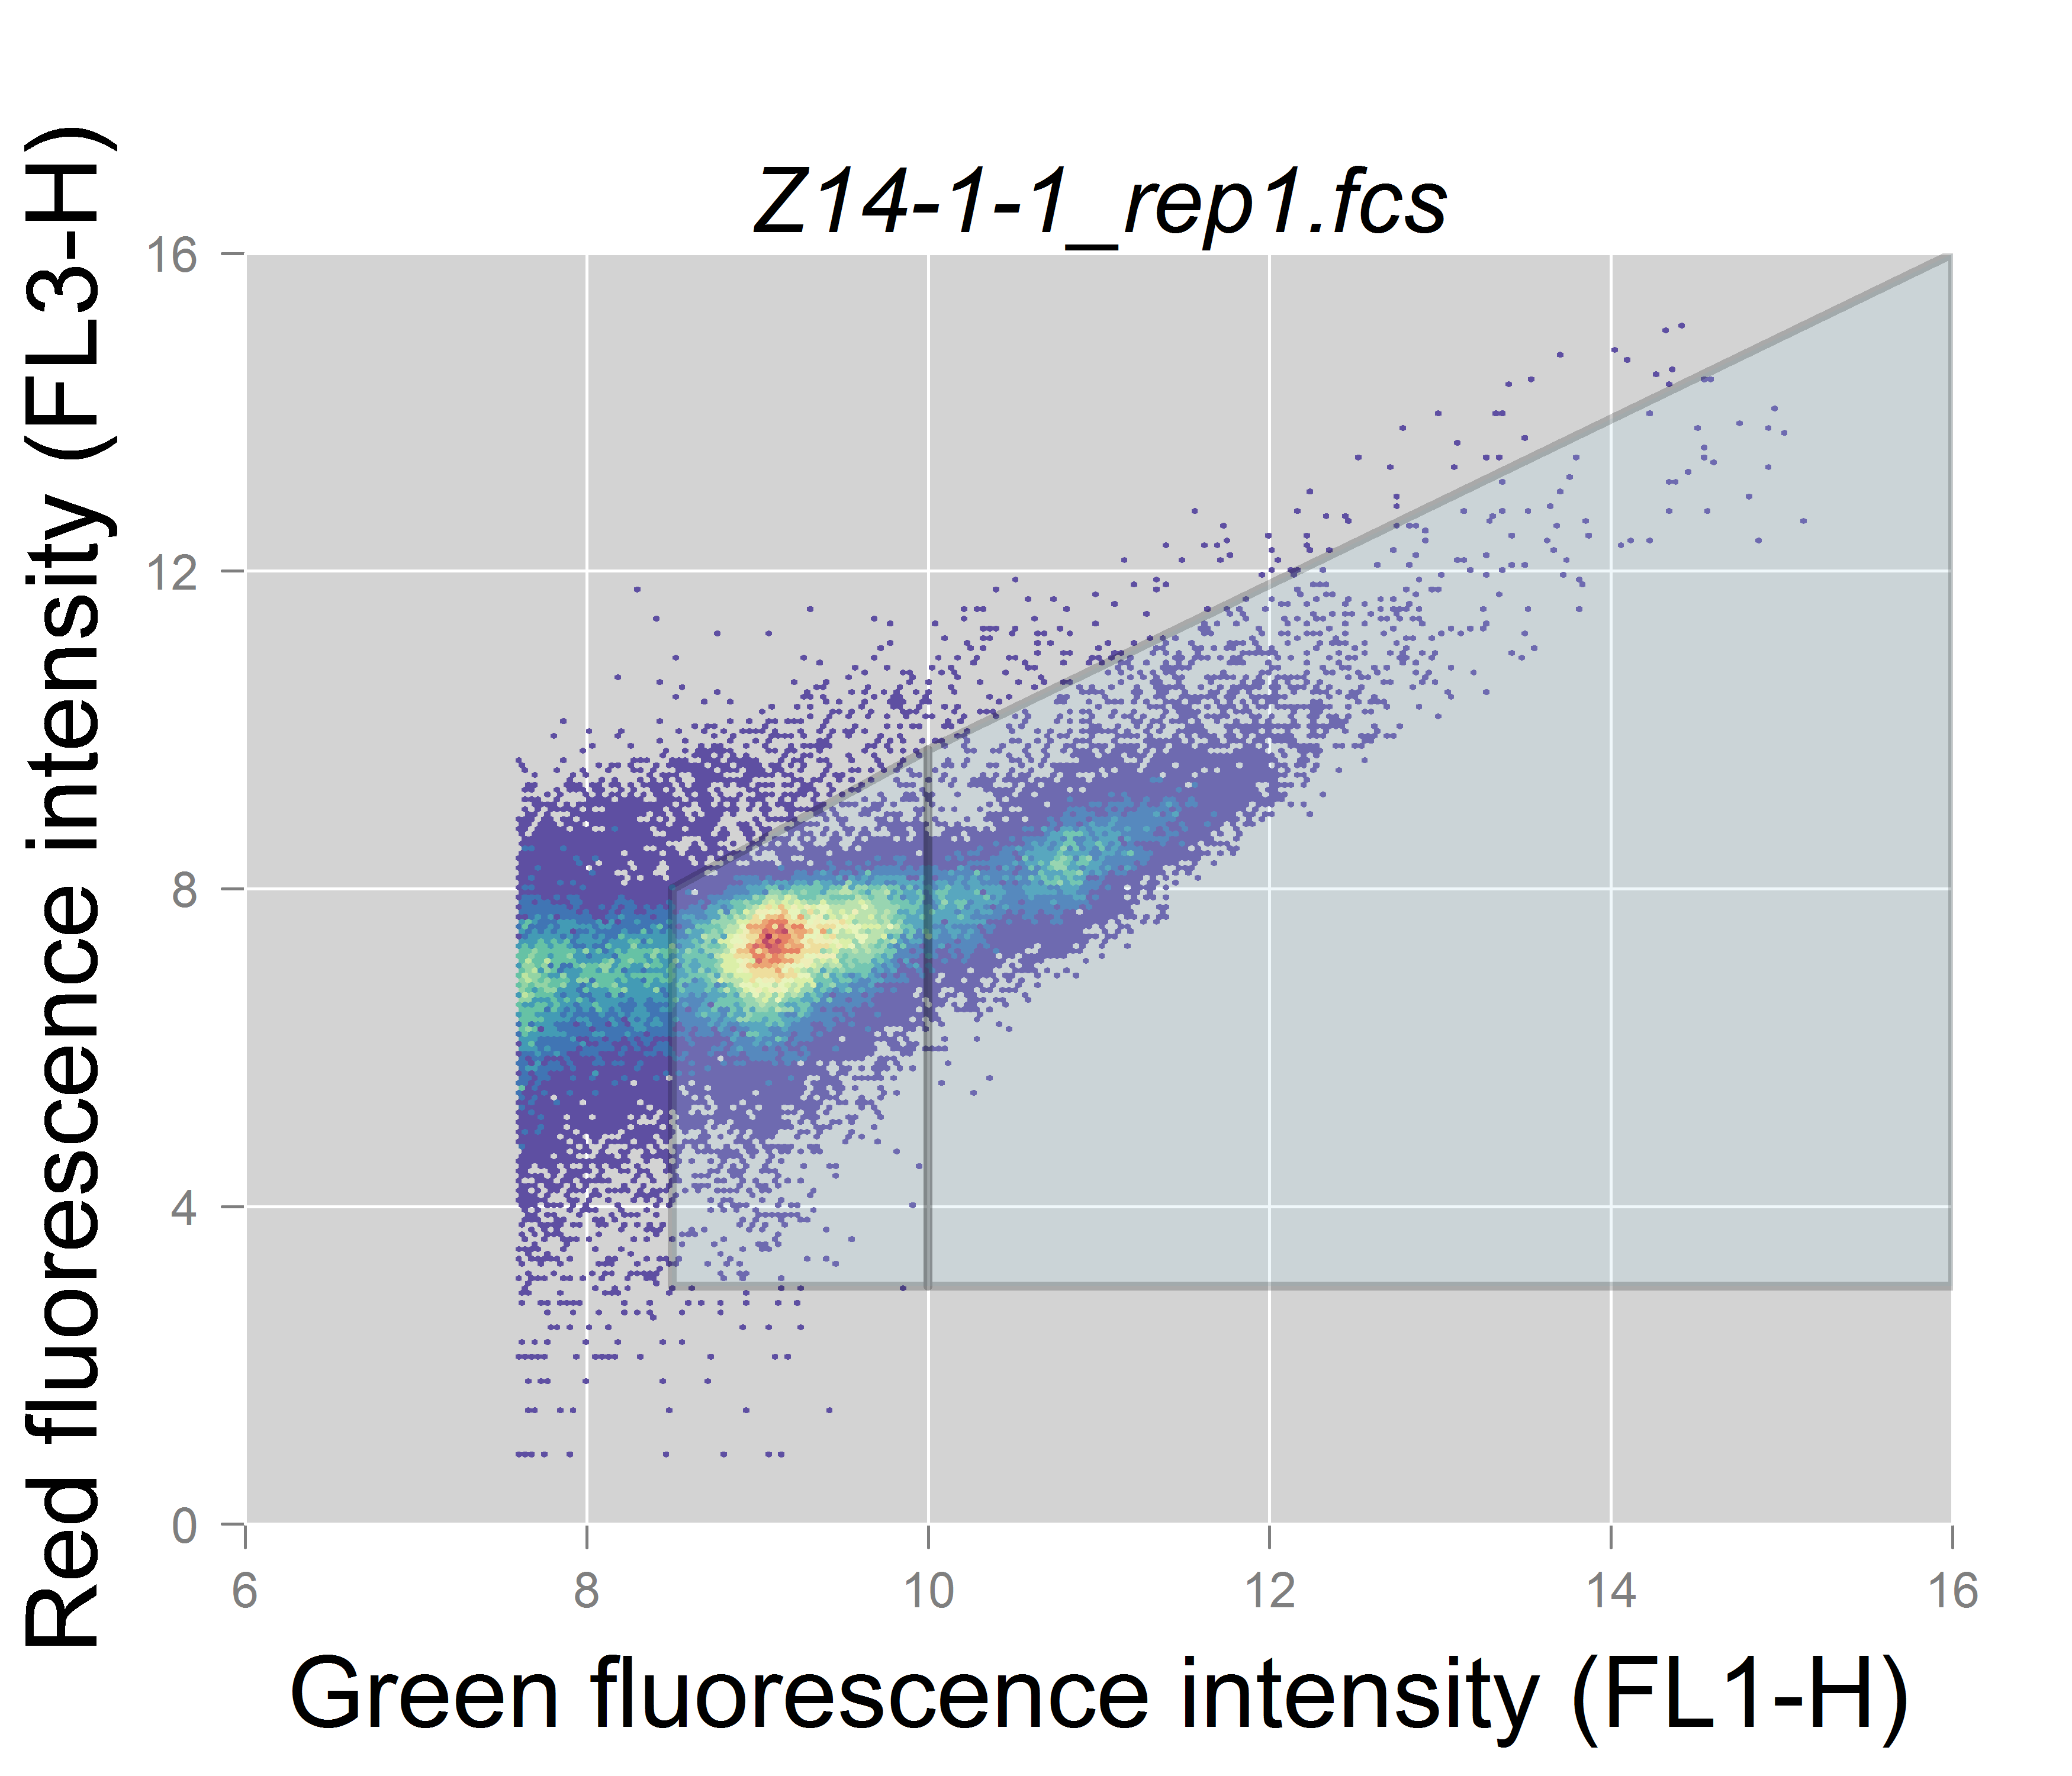 Z14-1-1_rep1.fcs
Red fluorescence intensity (FL3-H)
16
12
8
4
0
6 8 10 12 14 16
Green fluorescence intensity (FL1-H)